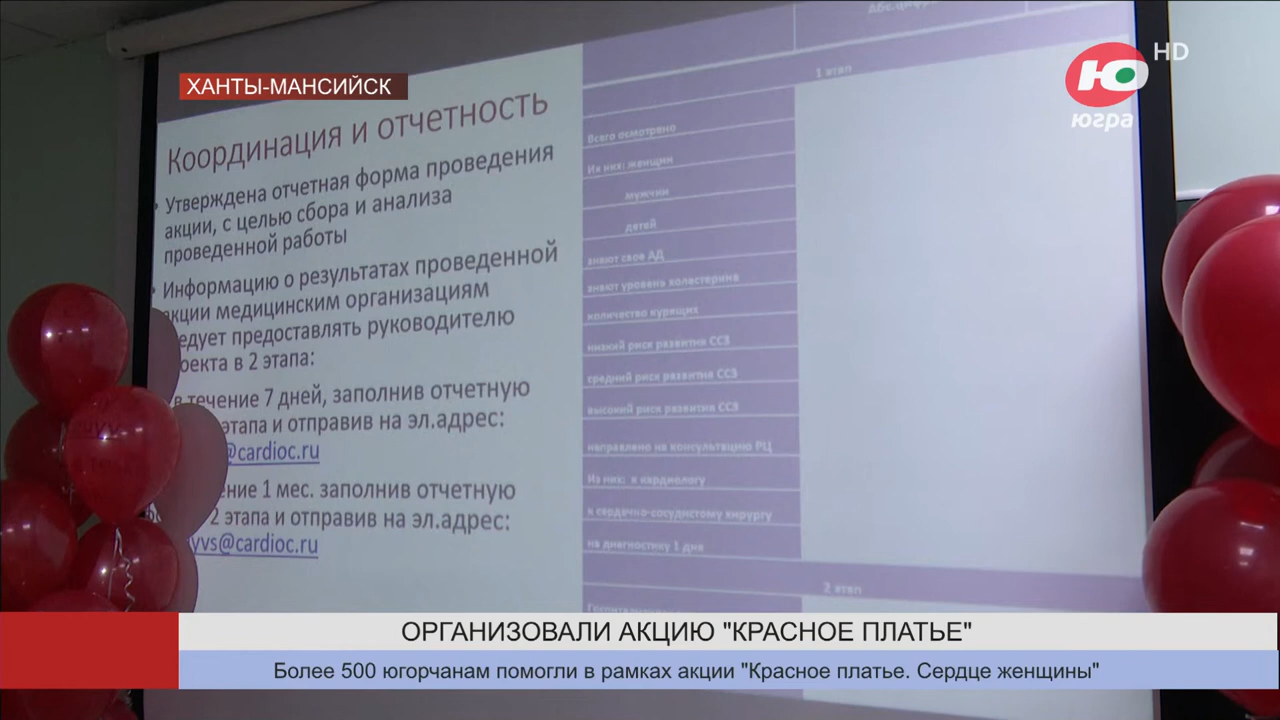 ХАНТЫ-МАНСИЙСК
HD
югра
Координация и отчетность
Утверждена отчетная форма проведения
акции, с целью сбора и анализа
проведенной работы
Информацию о результатах проведенной
акции медицинским организациям
едует предоставлять руководителю
оекта в 2 этапа:
в течение 7 дней, заполнив отчетную
этапа и отправив на эл.адрес:
@cardioc.ru
ение 1 мес. заполнив отчетную
2 этапа и отправив на эл.адрес:
yvs@cardioc.ru
1 этап
Всего осмотрено
Из них: женщин
мужчин
детей
знают свое АД
знают уровень холестерина
количество курящих
низкий риск развития ССЗ
средний риск развития ССЗ
высокий риск развития ССЗ
направлено на консультацию РЦ
Из них: к кардиологу
к сердечно-сосудистому хирургу
на диагностику 1 дня
2 этап
ОРГАНИЗОВАЛИ АКЦИЮ "КРАСНОЕ ПЛАТЬЕ"
Более 500 югорчанам помогли в рамках акции "Красное платье. Сердце женщины"